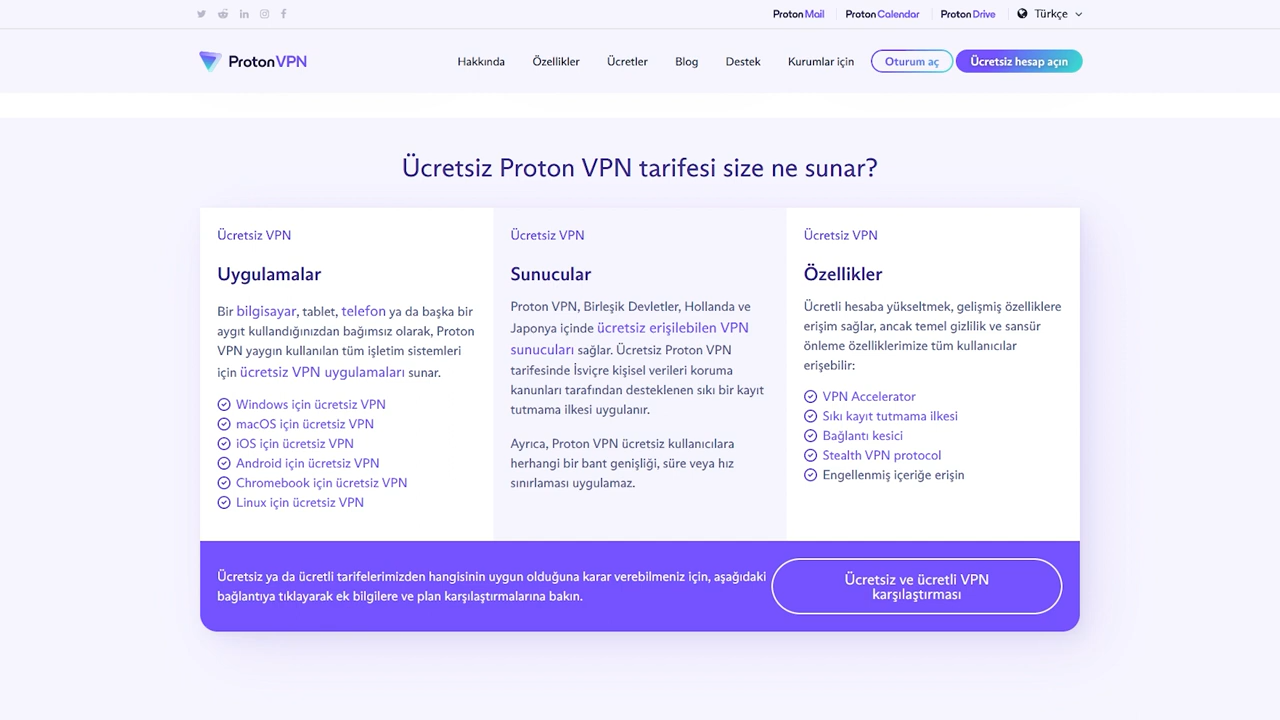 Proton Mail
Proton Calendar
Proton Drive
Türkçe
Proton VPN
Hakkında
Özellikler
Ücretler
Blog
Destek
Kurumlar için
Oturum aç
Ücretsiz hesap açın
Ücretsiz Proton VPN tarifesi size ne sunar?
Ücretsiz VPN
Uygulamalar
Bir bilgisayar, tablet, telefon ya da başka bir
aygıt kullandığınızdan bağımsız olarak, Proton
VPN yaygın kullanılan tüm işletim sistemleri
için ücretsiz VPN uygulamaları sunar.
Windows için ücretsiz VPN
macOS için ücretsiz VPN
iOS için ücretsiz VPN
Android için ücretsiz VPN
Chromebook için ücretsiz VPN
Linux için ücretsiz VPN
Ücretsiz VPN
Sunucular
Proton VPN, Birleşik Devletler, Hollanda ve
Japonya içinde ücretsiz erişilebilen VPN
sunucuları sağlar. Ücretsiz Proton VPN
tarifesinde İsviçre kişisel verileri koruma
kanunları tarafından desteklenen sıkı bir kayıt
tutmama ilkesi uygulanır.
Ayrıca, Proton VPN ücretsiz kullanıcılara
herhangi bir bant genişliği, süre veya hız
sınırlaması uygulamaz.
Ücretsiz VPN
Özellikler
Ücretli hesaba yükseltmek, gelişmiş özelliklere
erişim sağlar, ancak temel gizlilik ve sansür
önleme özelliklerimize tüm kullanıcılar
erişebilir:
VPN Accelerator
Sıkı kayıt tutmama ilkesi
Bağlantı kesici
Stealth VPN protocol
Engellenmiş içeriğe erişin
Ücretsiz ya da ücretli tarifelerimizden hangisinin uygun olduğuna karar verebilmeniz için, aşağıdaki
bağlantıya tıklayarak ek bilgilere ve plan karşılaştırmalarına bakın.
Ücretsiz ve ücretli VPN
karşılaştırması